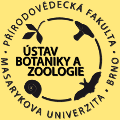 • PŘÍRODOVĚDECKÁ FAKULTA •
ÚSTAV
BOTANIKY A
ZOOLOGIE
MASARYKOVA UNIVERZITA • BRNO